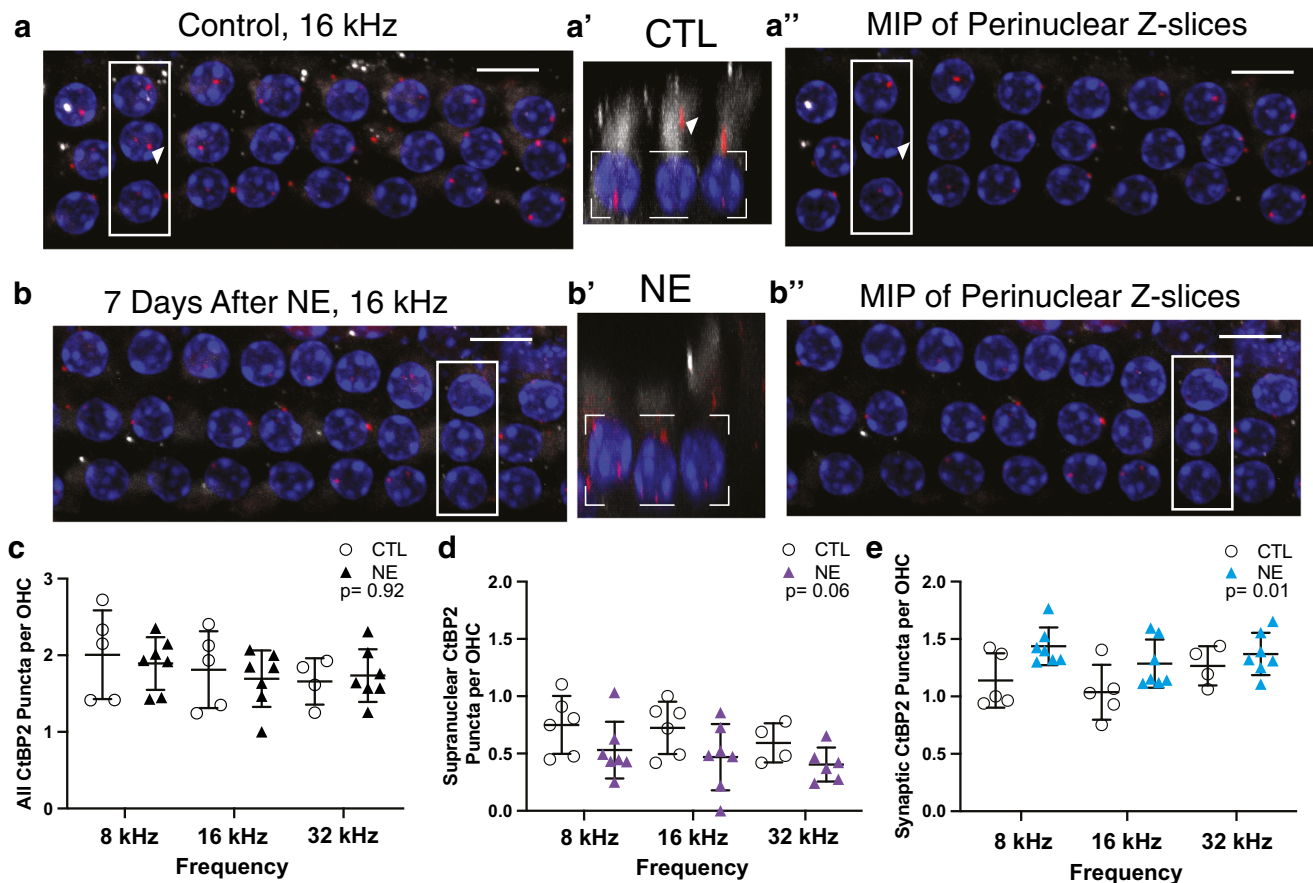 a
Control, 16 kHz
a'
CTL
a''
MIP of Perinuclear Z-slices
b
7 Days After NE, 16 kHz
b'
NE
b''
MIP of Perinuclear Z-slices
c
CTL
NE
p= 0.92
All CtBP2 Puncta per OHC
3
2
1
0
8 kHz
16 kHz
32 kHz
Frequency
d
CTL
NE
p= 0.06
Supranuclear CtBP2
Puncta per OHC
2.0
1.5
1.0
0.5
0.0
8 kHz
16 kHz
32 kHz
Frequency
e
CTL
NE
p= 0.01
Synaptic CtBP2 Puncta per OHC
2.0
1.5
1.0
0.5
0.0
8 kHz
16 kHz
32 kHz
Frequency